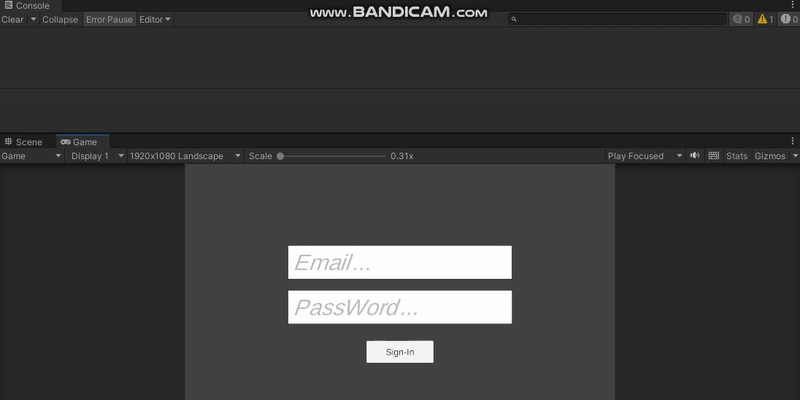 Console
www.BANDICAM.com
Clear Collapse Error Pause Editor 0 1 0
Scene Game
Game Display 1 1920x1080 Landscape Scale 0.31x Play Focused Stats Gizmos
Email...
PassWord...
Sign-In